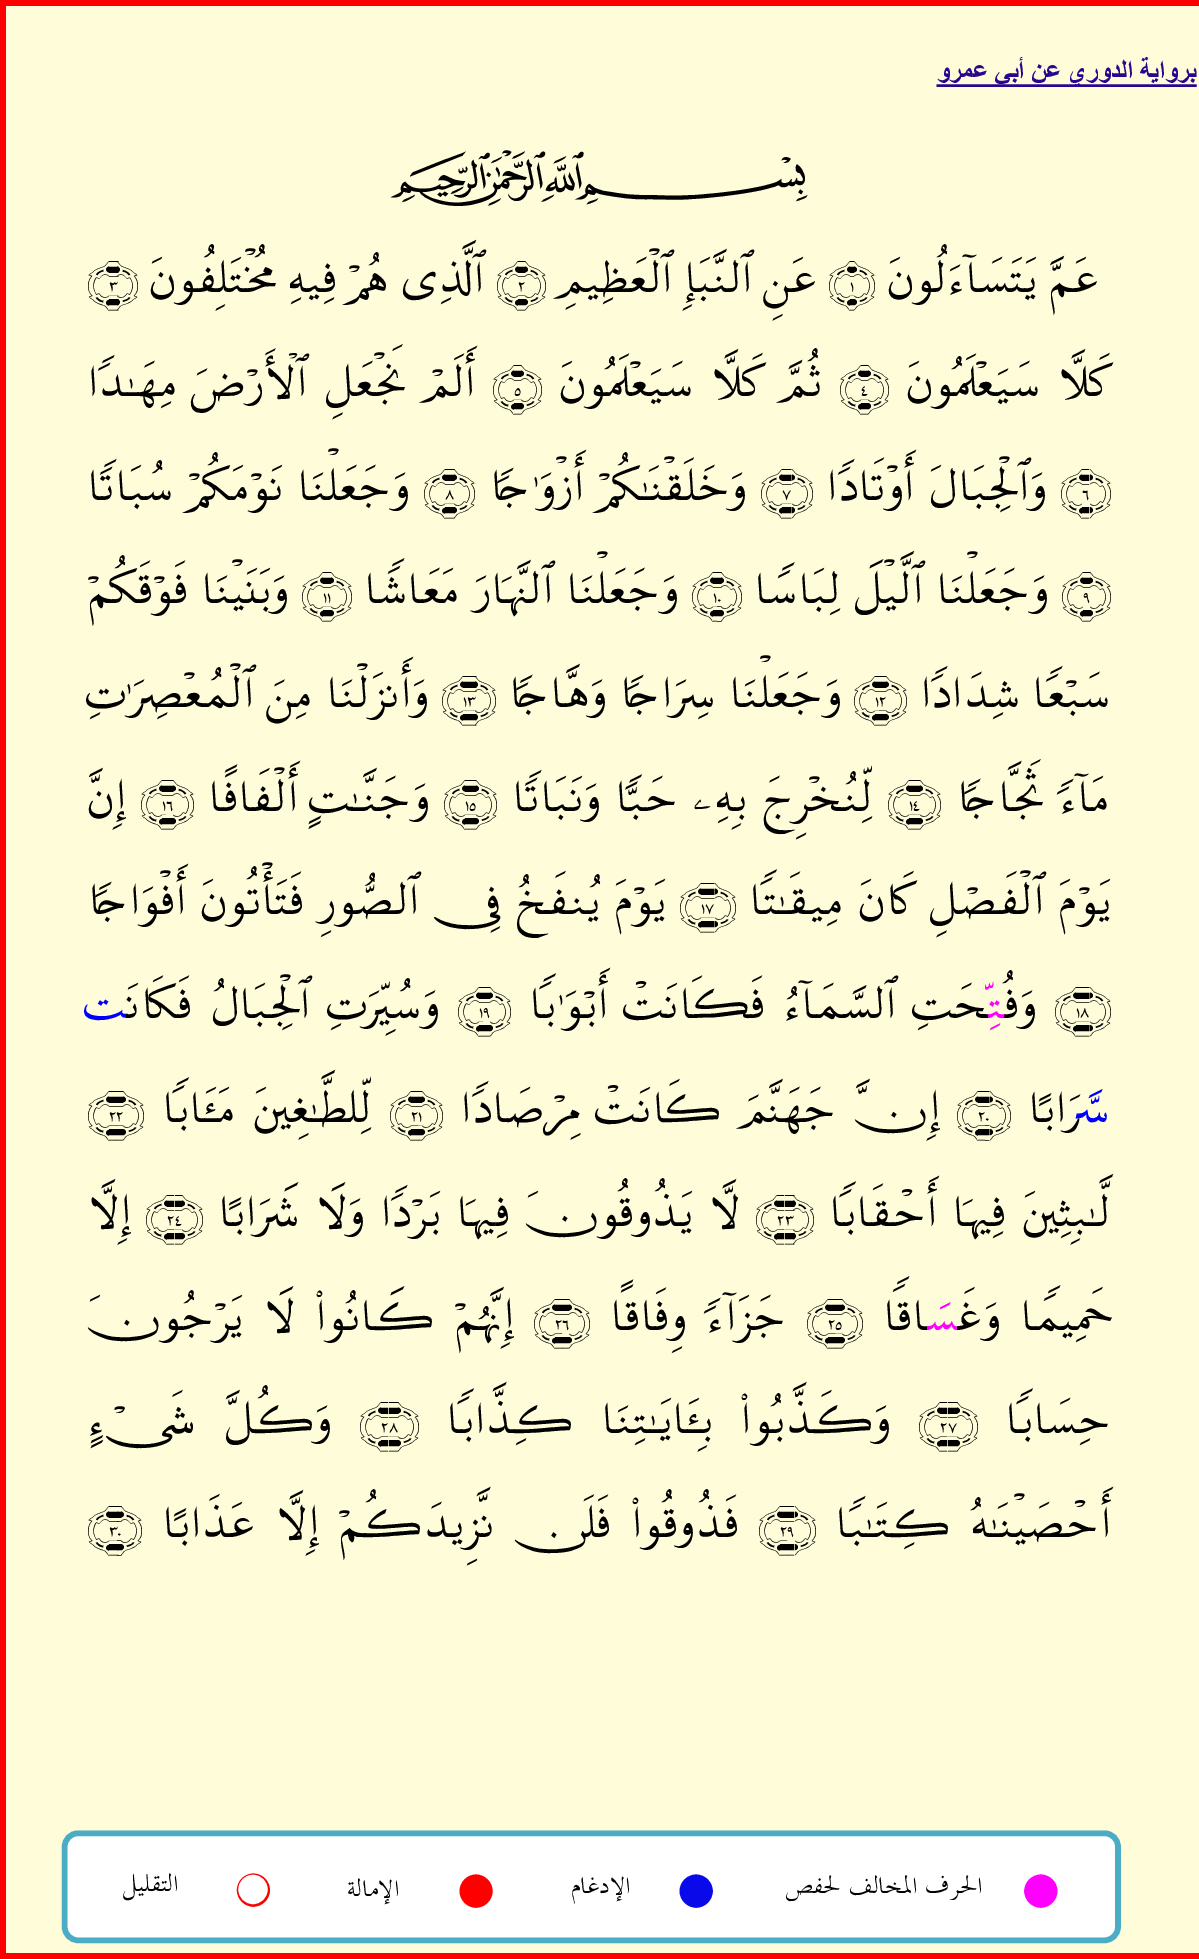 برواية الدوري عن أبي عمرو
بِسْمِ ٱللَّهِ ٱلرَّحْمَٰنِ ٱلرَّحِيمِ
عَمَّ يَتَسَآءَلُونَ ١ عَنِ ٱلنَّبَإِ ٱلْعَظِيمِ ٢ ٱلَّذِى هُمْ فِيهِ مُخْتَلِفُونَ ٣
كَلَّا سَيَعْلَمُونَ ٤ ثُمَّ كَلَّا سَيَعْلَمُونَ ٥ أَلَمْ نَجْعَلِ ٱلْأَرْضَ مِهَٰدًا
٦ وَٱلْجِبَالَ أَوْتَادًا ٧ وَخَلَقْنَٰكُمْ أَزْوَٰجًا ٨ وَجَعَلْنَا نَوْمَكُمْ سُبَاتًا
٩ وَجَعَلْنَا ٱلَّيْلَ لِبَاسًا ١٠ وَجَعَلْنَا ٱلنَّهَارَ مَعَاشًا ١١ وَبَنَيْنَا فَوْقَكُمْ
سَبْعًا شِدَادًا ١٢ وَجَعَلْنَا سِرَاجًا وَهَّاجًا ١٣ وَأَنزَلْنَا مِنَ ٱلْمُعْصِرَٰتِ
مَآءً ثَجَّاجًا ١٤ لِّنُخْرِجَ بِهِۦ حَبًّا وَنَبَاتًا ١٥ وَجَنَّٰتٍ أَلْفَافًا ١٦ إِنَّ
يَوْمَ ٱلْفَصْلِ كَانَ مِيقَٰتًا ١٧ يَوْمَ يُنفَخُ فِى ٱلصُّورِ فَتَأْتُونَ أَفْوَاجًا
١٨ وَفُتِّحَتِ ٱلسَّمَآءُ فَكَانَتْ أَبْوَٰبًا ١٩ وَسُيِّرَتِ ٱلْجِبَالُ فَكَانَت
سَّرَابًا ٢٠ إِنَّ جَهَنَّمَ كَانَتْ مِرْصَادًا ٢١ لِّلطَّٰغِينَ مَـَٔابًا ٢٢
لَّٰبِثِينَ فِيهَا أَحْقَابًا ٢٣ لَّا يَذُوقُونَ فِيهَا بَرْدًا وَلَا شَرَابًا ٢٤ إِلَّا
حَمِيمًا وَغَسَاقًا ٢٥ جَزَآءً وِفَاقًا ٢٦ إِنَّهُمْ كَانُوا۟ لَا يَرْجُونَ
حِسَابًا ٢٧ وَكَذَّبُوا۟ بِـَٔايَٰتِنَا كِذَّابًا ٢٨ وَكُلَّ شَىْءٍ
أَحْصَيْنَٰهُ كِتَٰبًا ٢٩ فَذُوقُوا۟ فَلَن نَّزِيدَكُمْ إِلَّا عَذَابًا ٣٠
الحرف المخالف لحفص الإدغام الإمالة التقليل